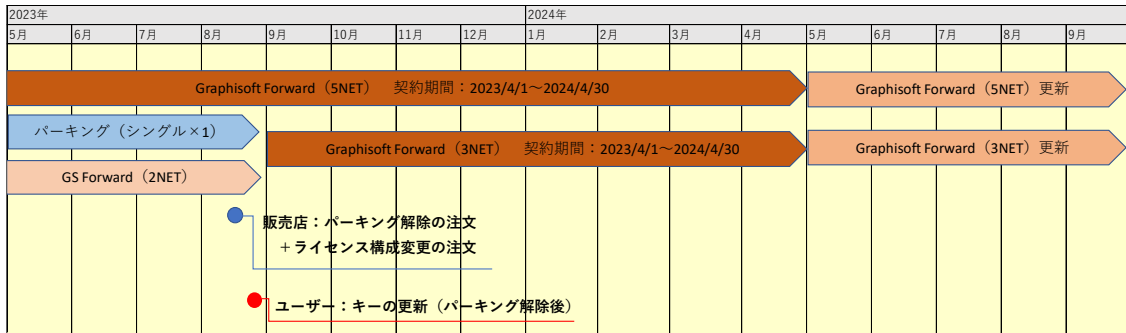 2023年 2024年
5月 6月 7月 8月 9月 10月 11月 12月 1月 2月 3月 4月 5月 6月 7月 8月 9月
Graphisoft Forward（5NET） 契約期間：2023/4/1～2024/4/30
Graphisoft Forward（5NET）更新
パーキング（シングル×1）
Graphisoft Forward（3NET） 契約期間：2023/4/1～2024/4/30
Graphisoft Forward（3NET）更新
GS Forward（2NET）
販売店：パーキング解除の注文
＋ライセンス構成変更の注文
ユーザー：キーの更新（パーキング解除後）